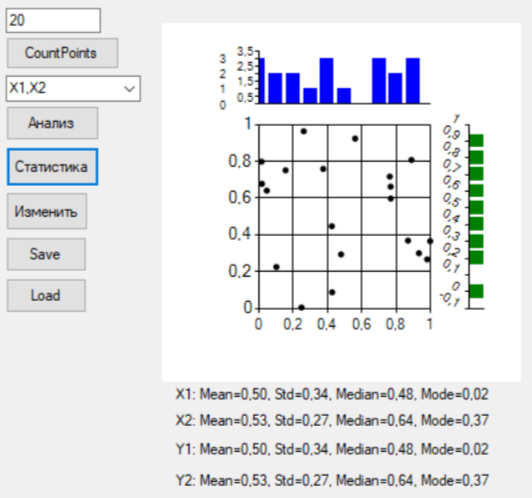 20
CountPoints
X1,X2
Анализ
Статистика
Изменить
Save
Load
3,5
3
2,5
2
1,5
1
0,5
0
1
0,8
0,6
0,4
0,2
0
0 0,2 0,4 0,6 0,8 1
1
0,9
0,8
0,7
0,6
0,5
0,4
0,3
0,2
0,1
0
-0,1
X1: Mean=0,50, Std=0,34, Median=0,48, Mode=0,02
X2: Mean=0,53, Std=0,27, Median=0,64, Mode=0,37
Y1: Mean=0,50, Std=0,34, Median=0,48, Mode=0,02
Y2: Mean=0,53, Std=0,27, Median=0,64, Mode=0,37